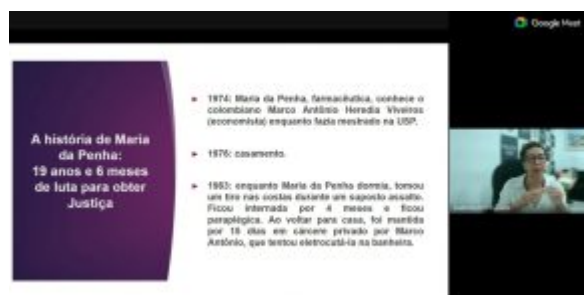 Google Meet
A história de Maria
da Penha:
19 anos e 6 meses
de luta para obter
Justiça
1974: Maria da Penha, farmacêutica, conhece o
colombiano Marco Antônio Heredia Viveiros
(economista) enquanto fazia mestrado na USP.
1976: casamento.
1983: enquanto Maria da Penha dormia, tomou
um tiro nas costas durante um suposto assalto.
Ficou internada por 4 meses e ficou
paraplégica. Ao voltar para casa, foi mantida
por 15 dias em cárcere privado por Marco
Antônio, que tentou eletrocutá-la na banheira.